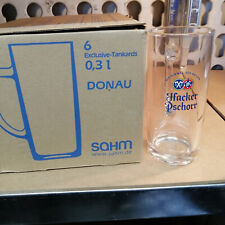 6
Exclusive-Tankards
0,3 l
DONAU
SAHM
www.sahm.de
Hacker
Pschorr